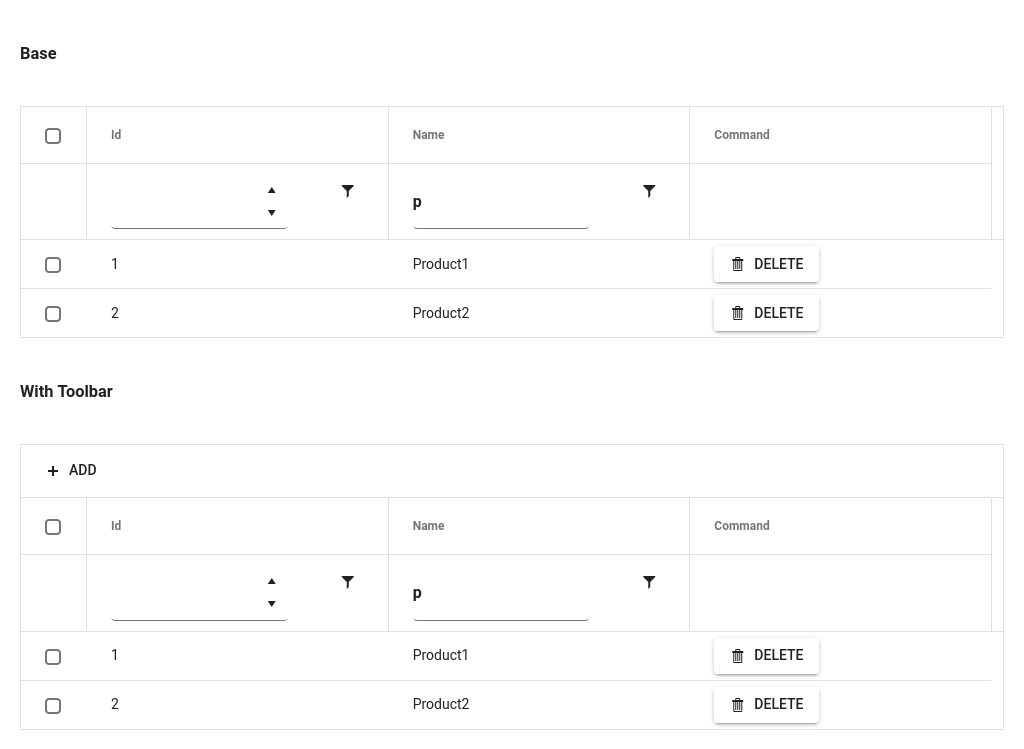 Base
Id Name Command
p
1 Product1 DELETE
2 Product2 DELETE
With Toolbar
+ ADD
Id Name Command
p
1 Product1 DELETE
2 Product2 DELETE